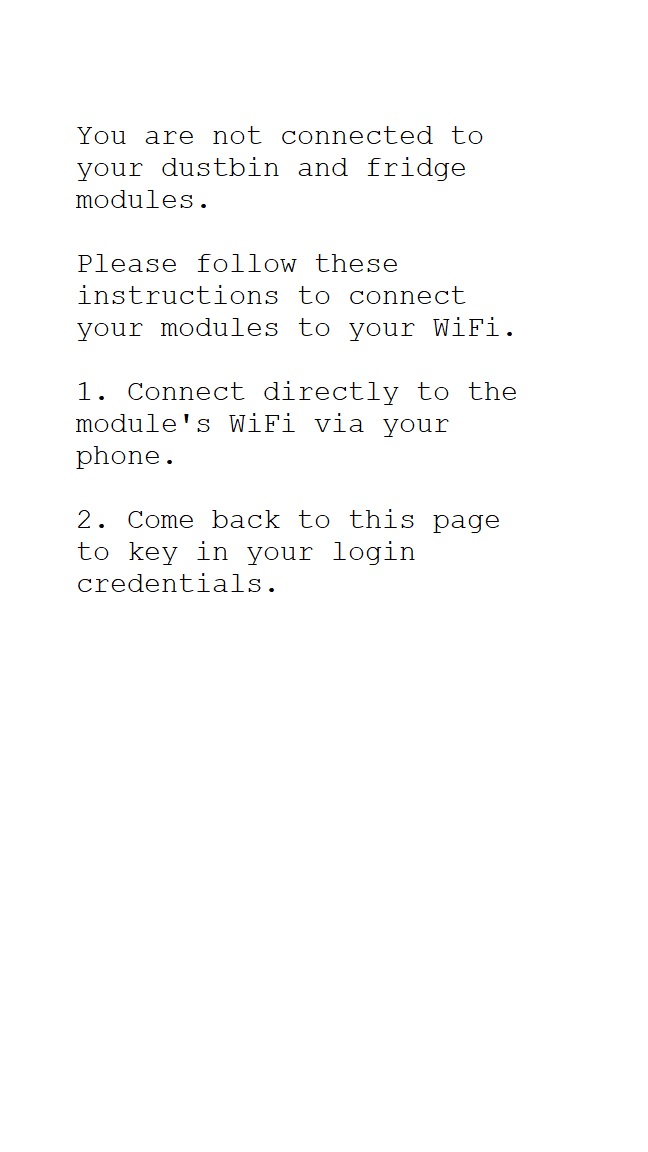 You are not connected to
your dustbin and fridge
modules.
Please follow these
instructions to connect
your modules to your WiFi.
1. Connect directly to the
module's WiFi via your
phone.
2. Come back to this page
to key in your login
credentials.